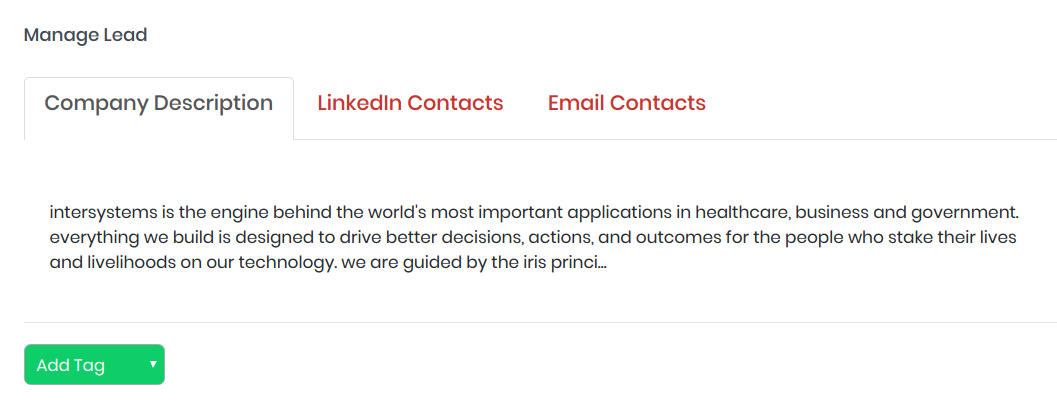 Manage Lead
Company Description
LinkedIn Contacts
Email Contacts
intersystems is the engine behind the world's most important applications in healthcare, business and government.
everything we build is designed to drive better decisions, actions, and outcomes for the people who stake their lives
and livelihoods on our technology. we are guided by the iris princi...
Add Tag